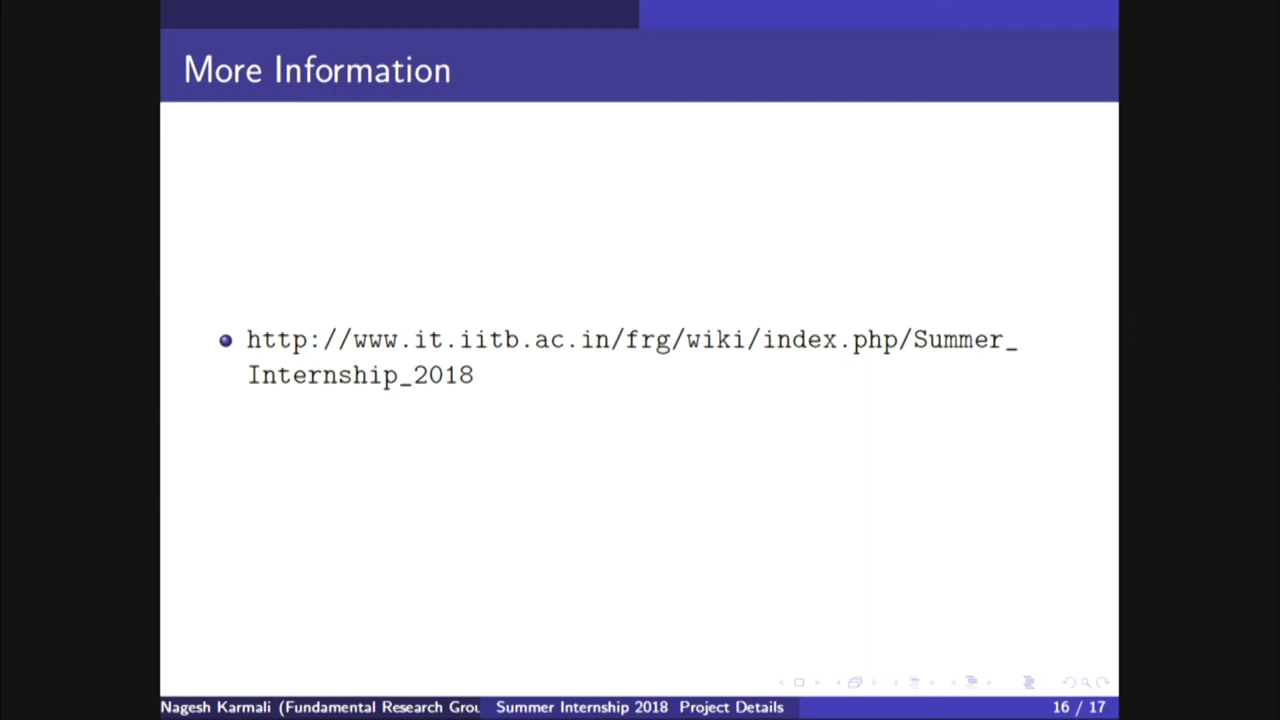 More Information
http://www.it.iitb.ac.in/frg/wiki/index.php/Summer_
Internship_2018
Nagesh Karmali (Fundamental Research Grou Summer Internship 2018 Project Details 16 / 17